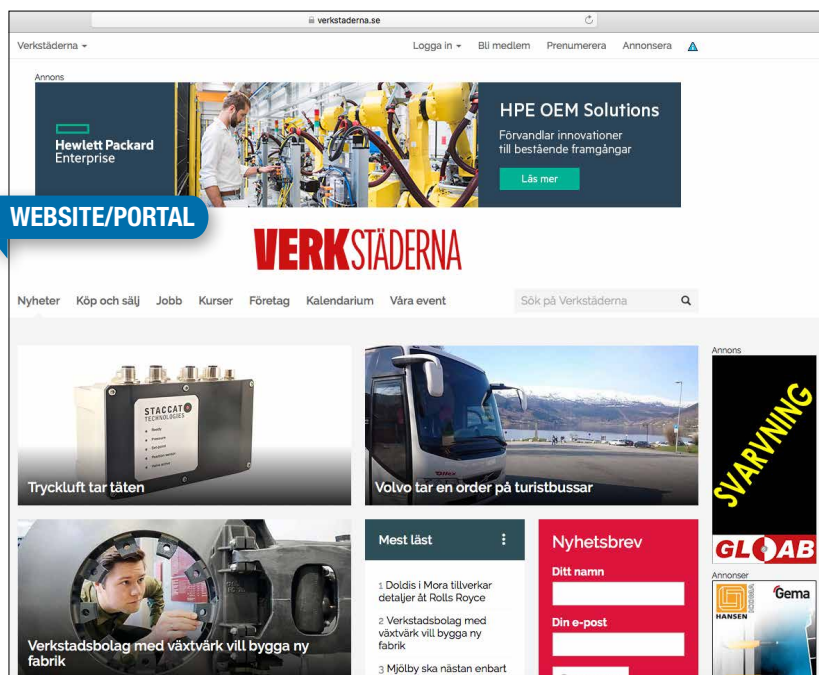 verkstaderna.se
Verkstäderna
Logga in
Bli medlem
Prenumerera
Annonsera
Annons
Hewlett Packard
Enterprise
HPE OEM Solutions
Förvandlar innovationer
till bestående framgångar
Läs mer
WEBSITE/PORTAL
VERKSTÄDERNA
Nyheter
Köp och sälj
Jobb
Kurser
Företag
Kalendarium
Våra event
Sök på Verkstäderna
STACCATO
TECHNOLOGIES
Ready
Pressure
Tryckluft tar täten
Volvo tar en order på turistbussar
Annons
SVARVNING
GLOAB
Verkstadsbolag med växtvärk vill bygga ny
fabrik
Mest läst
1 Doldis i Mora tillverkar
detaljer åt Rolls Royce
2 Verkstadsbolag med
växtvärk vill bygga ny
fabrik
3 Mjölby ska nästan enbart
Nyhetsbrev
Ditt namn
Din e-post
Annonser
HANSEN
Gema